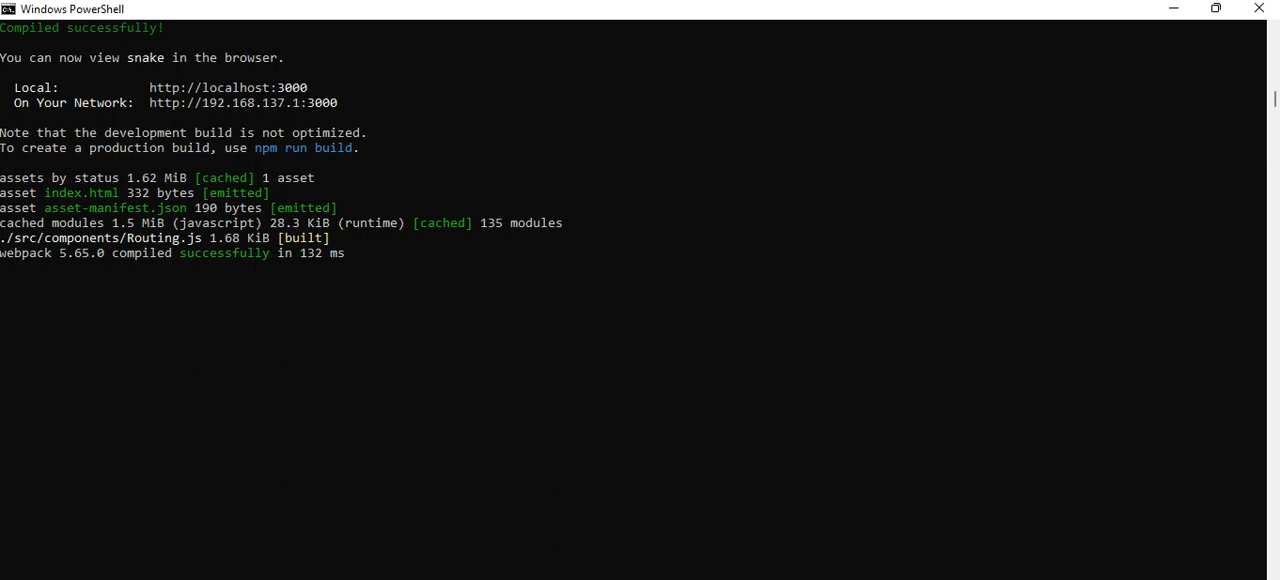 Windows PowerShell
Compiled successfully!
You can now view snake in the browser.
Local: http://localhost:3000
On Your Network: http://192.168.137.1:3000
Note that the development build is not optimized.
To create a production build, use npm run build.
assets by status 1.62 MiB [cached] 1 asset
asset index.html 332 bytes [emitted]
asset asset-manifest.json 190 bytes [emitted]
cached modules 1.5 MiB (javascript) 28.3 KiB (runtime) [cached] 135 modules
./src/components/Routing.js 1.68 KiB [built]
webpack 5.65.0 compiled successfully in 132 ms